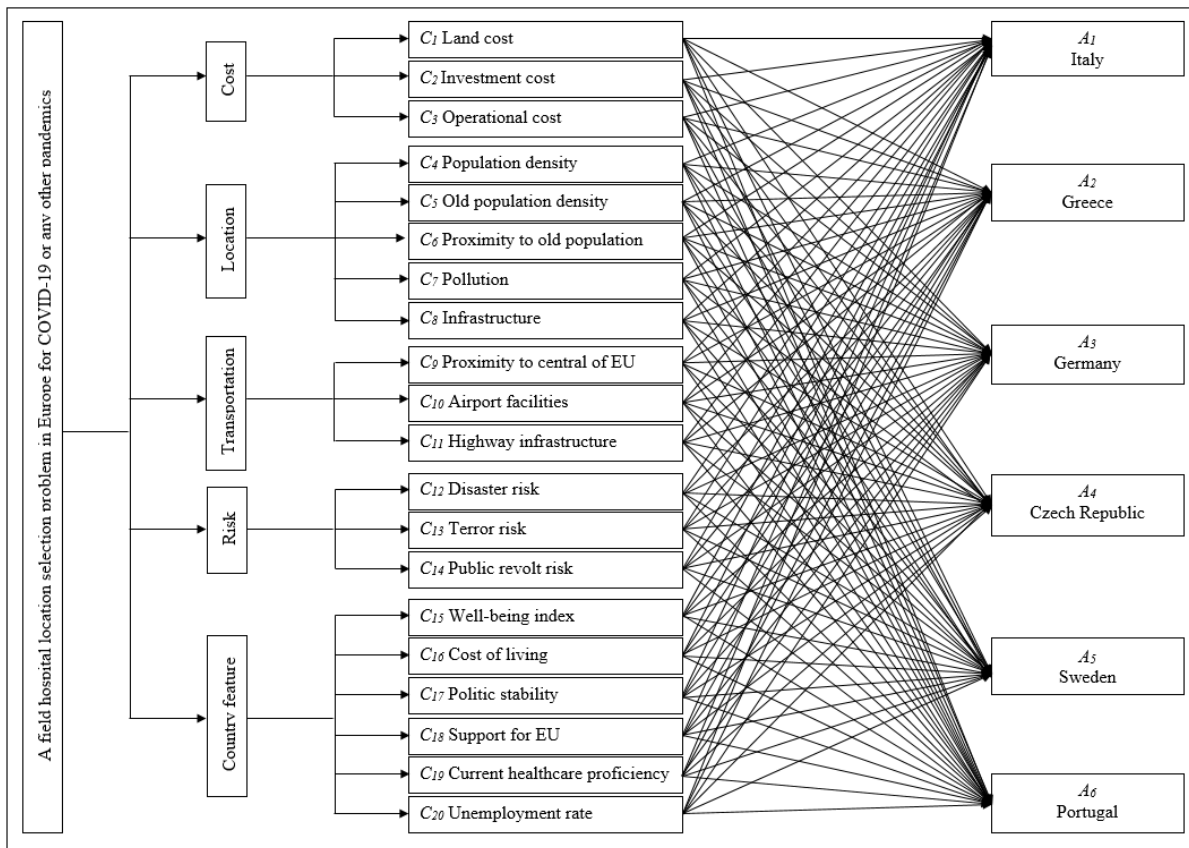 A field hospital location selection problem in Europe for COVID-19 or any other pandemics
Cost
C1 Land cost
C2 Investment cost
C3 Operational cost
Location
C4 Population density
C5 Old population density
C6 Proximity to old population
C7 Pollution
C8 Infrastructure
Transportation
C9 Proximity to central of EU
C10 Airport facilities
C11 Highway infrastructure
Risk
C12 Disaster risk
C13 Terror risk
C14 Public revolt risk
Country feature
C15 Well-being index
C16 Cost of living
C17 Politic stability
C18 Support for EU
C19 Current healthcare proficiency
C20 Unemployment rate
A1
Italy
A2
Greece
A3
Germany
A4
Czech Republic
A5
Sweden
A6
Portugal